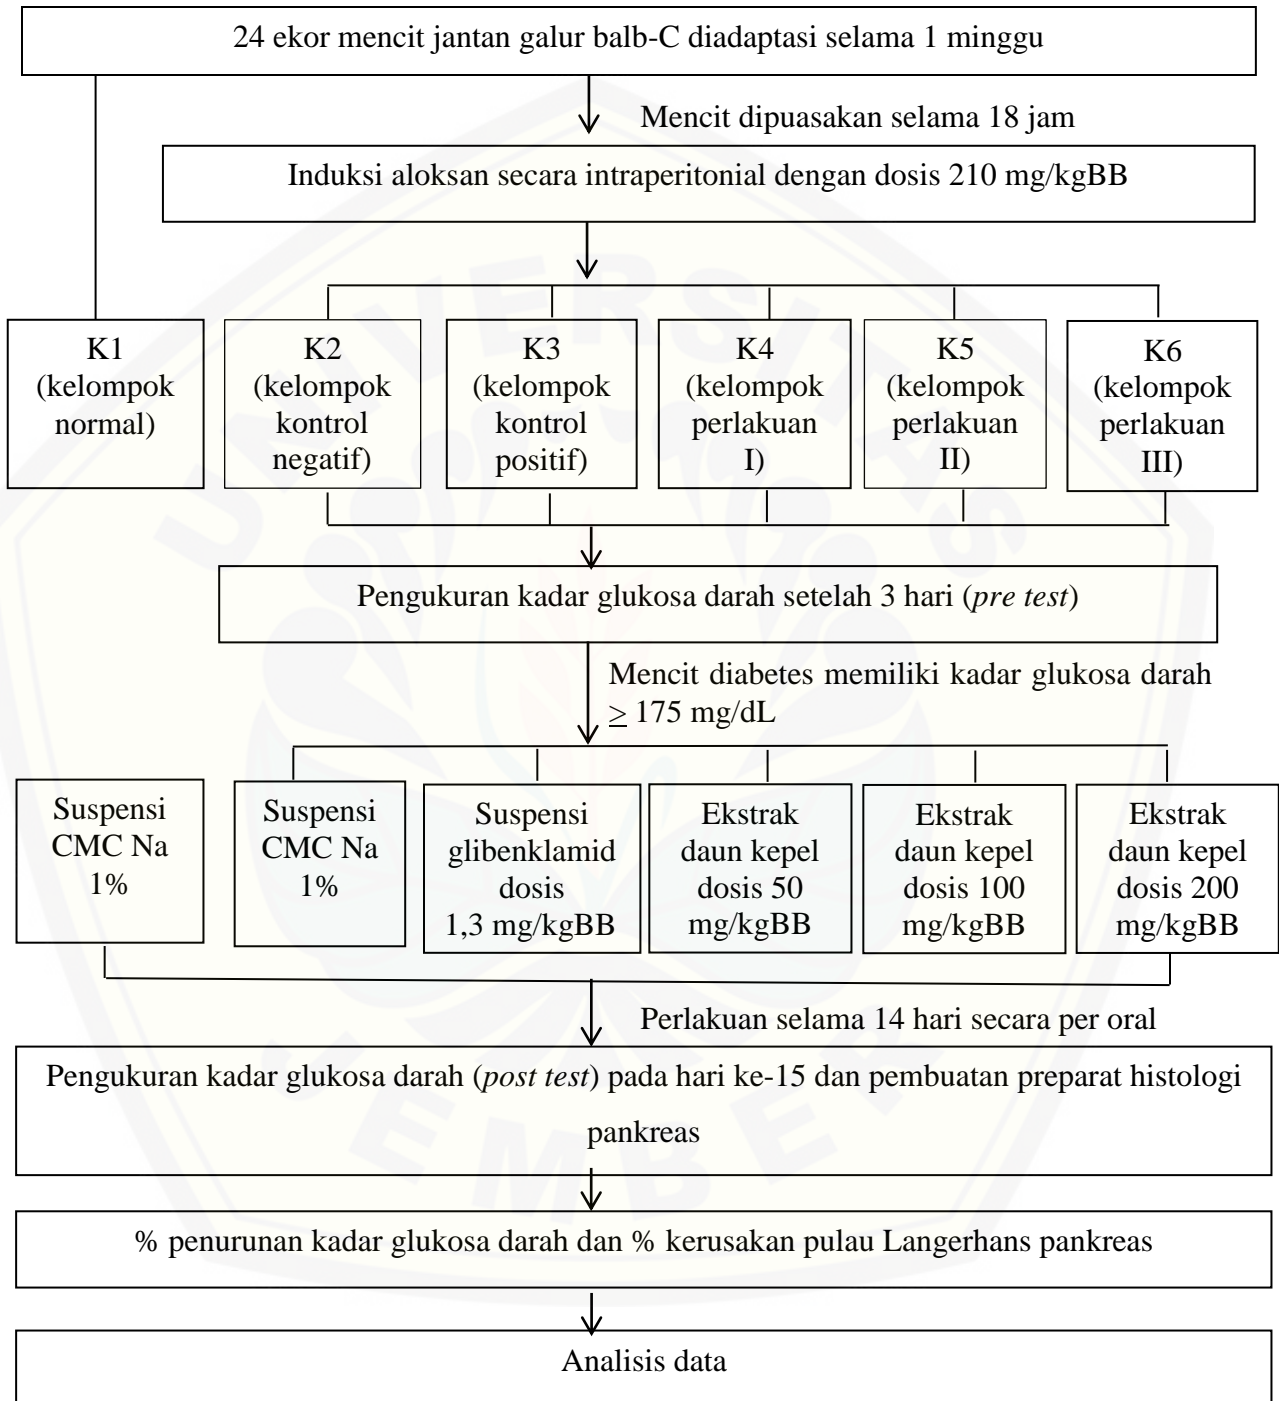 24 ekor mencit jantan galur balb-C diadaptasi selama 1 minggu
Mencit dipuasakan selama 18 jam
Induksi aloksan secara intraperitonial dengan dosis 210 mg/kgBB
K1
(kelompok
normal)
K2
(kelompok
kontrol
negatif)
K3
(kelompok
kontrol
positif)
K4
(kelompok
perlakuan
I)
K5
(kelompok
perlakuan
II)
K6
(kelompok
perlakuan
III)
Pengukuran kadar glukosa darah setelah 3 hari (pre test)
Mencit diabetes memiliki kadar glukosa darah
≥ 175 mg/dL
Suspensi
CMC Na
1%
Suspensi
CMC Na
1%
Suspensi
glibenklamid
dosis
1,3 mg/kgBB
Ekstrak
daun kepel
dosis 50
mg/kgBB
Ekstrak
daun kepel
dosis 100
mg/kgBB
Ekstrak
daun kepel
dosis 200
mg/kgBB
Perlakuan selama 14 hari secara per oral
Pengukuran kadar glukosa darah (post test) pada hari ke-15 dan pembuatan preparat histologi
pankreas
% penurunan kadar glukosa darah dan % kerusakan pulau Langerhans pankreas
Analisis data
UNIVERSITAS
JEMBER